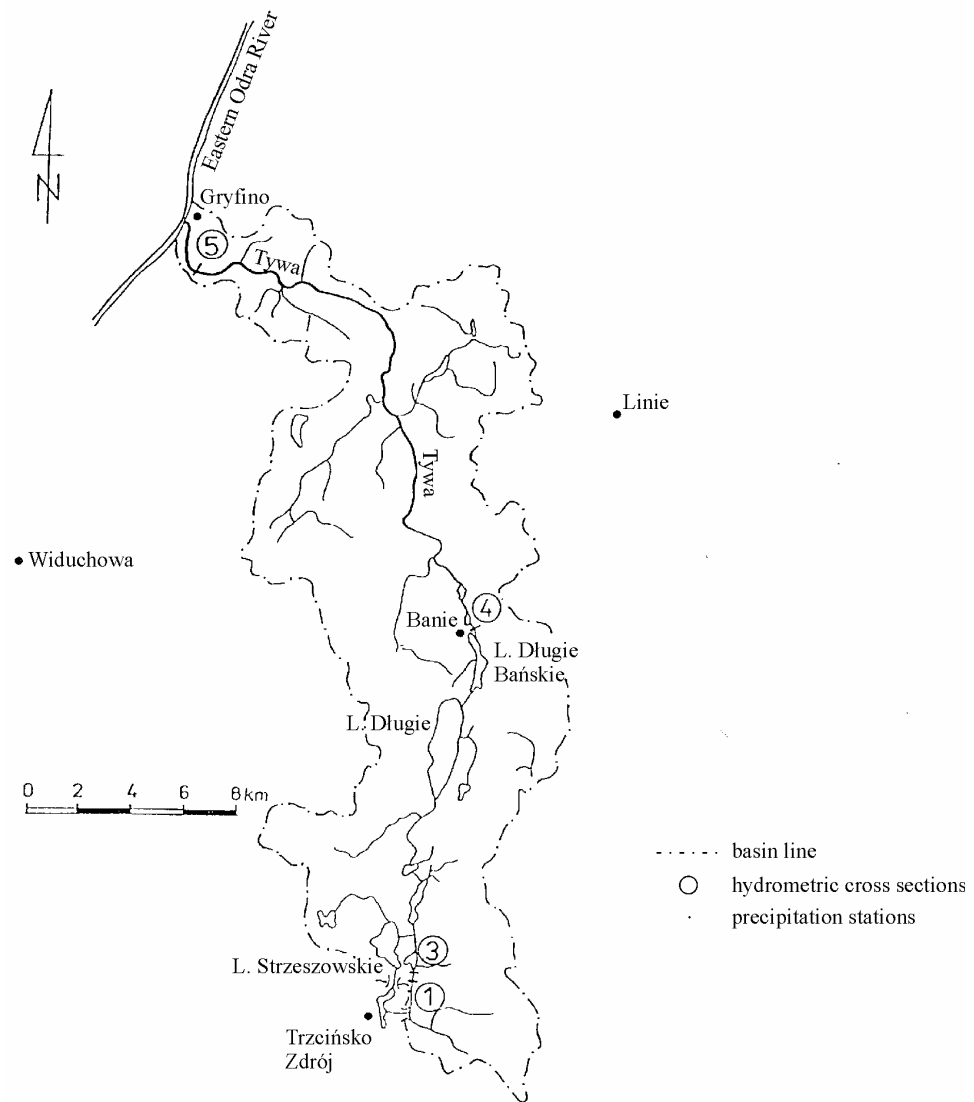 Eastern Odra River
N
Gryfino
5
Tywa
Linie
Tywa
Widuchowa
4
Banie
L. Długie
Bańskie
L. Długie
0 2 4 6 8 km
basin line
hydrometric cross sections
precipitation stations
3
L. Strzeszowskie
1
Trzcińsko
Zdrój